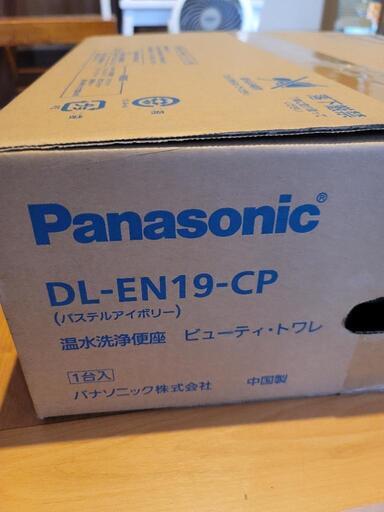 Panasonic®
DL-EN19-CP
(パステルアイボリー)
温水洗浄便座 ビューティ・トワレ
1台入
パナソニック株式会社 中国製